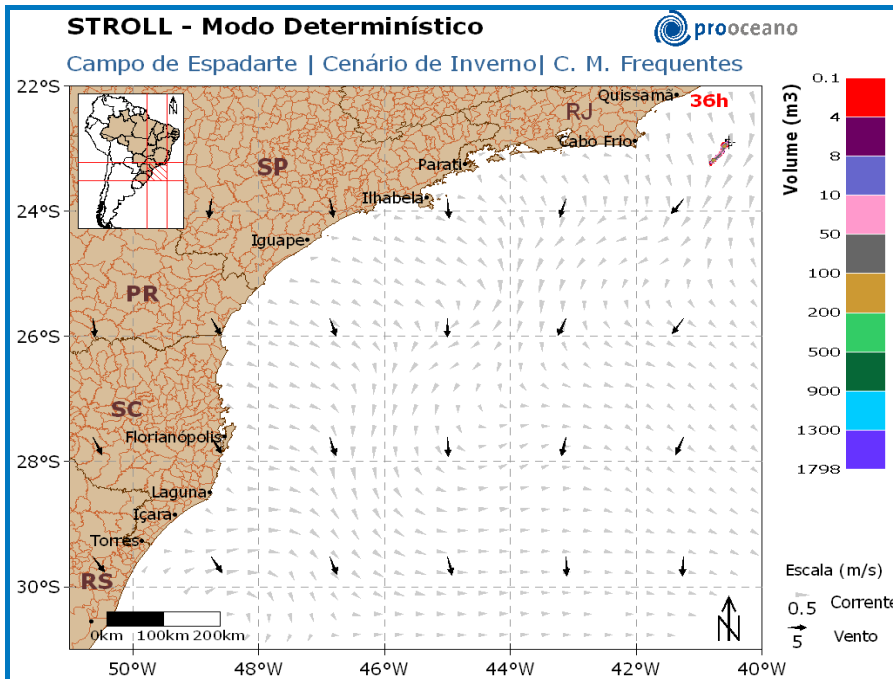 STROLL - Modo Determinístico
prooceano
Campo de Espadarte | Cenário de Inverno| C. M. Frequentes
22°S
24°S
26°S
28°S
30°S
50°W
48°W
46°W
44°W
42°W
40°W
N
36h
Quissamã
RJ
Cabo Frio
SP
Parati
Ilhabela
Iguape
PR
SC
Florianópolis
Laguna
Içara
Torres
RS
0km 100km 200km
N
Volume (m3)
0.1
4
8
10
50
100
200
500
900
1300
1798
Escala (m/s)
0.5 Corrente
5 Vento